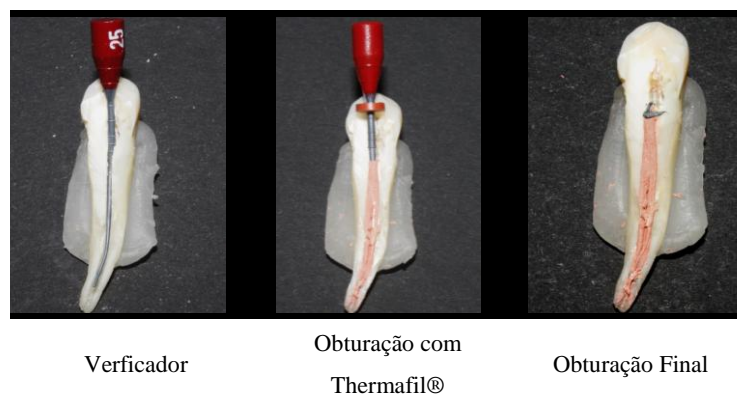 25
Verficador
Obturação com
Thermafil®
Obturação Final